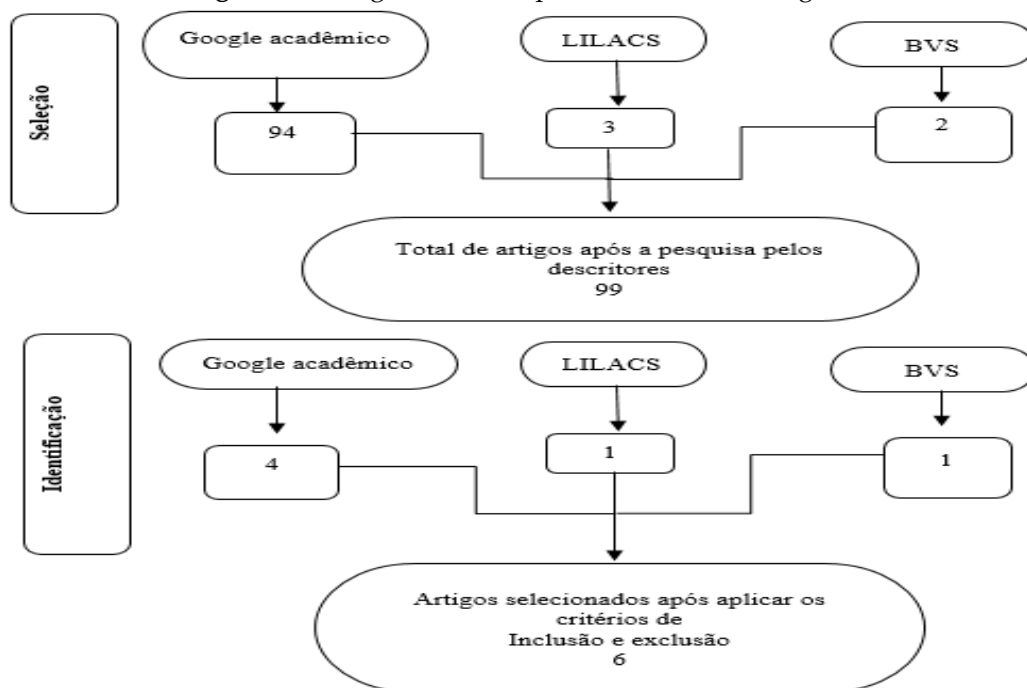 Google acadêmico
LILACS
BVS
Seleção
94
3
2
Total de artigos após a pesquisa pelos
descritores
99
Google acadêmico
LILACS
BVS
Identificação
4
1
1
Artigos selecionados após aplicar os
critérios de
Inclusão e exclusão
6